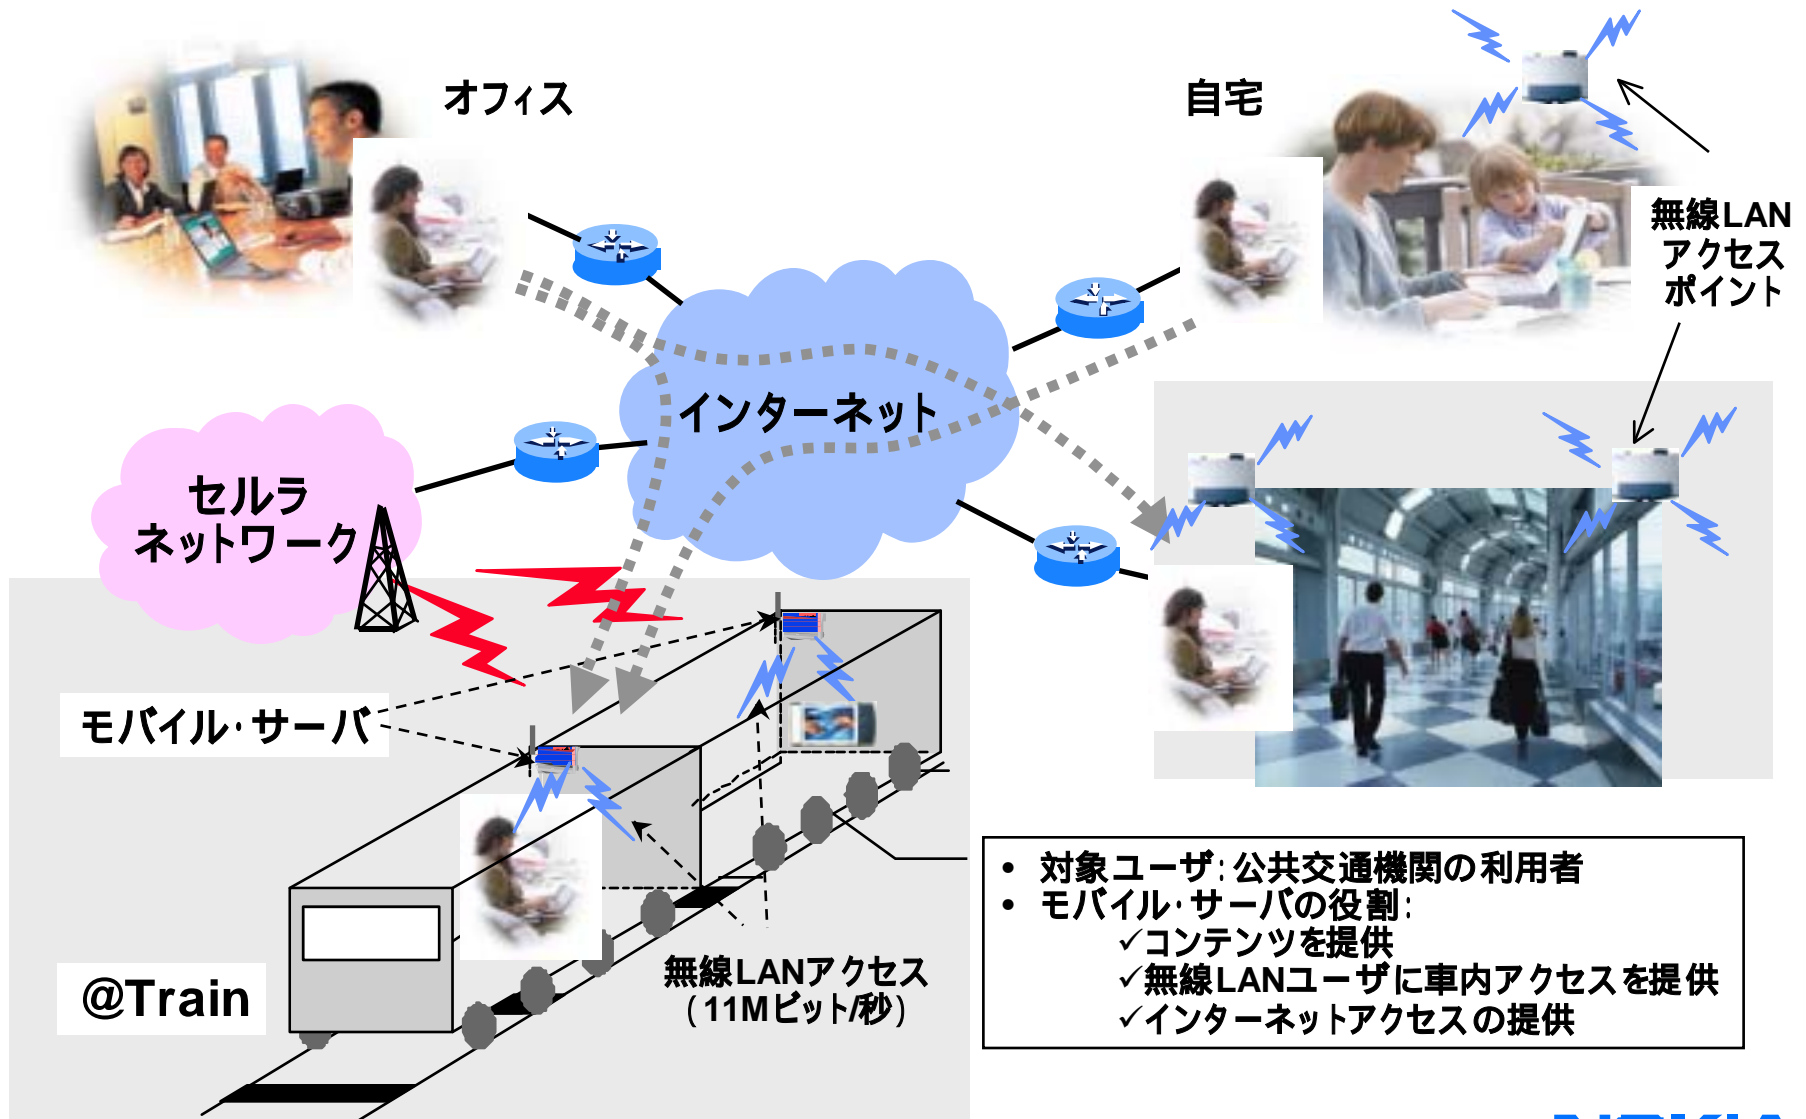 オフィス
自宅
無線LAN
アクセス
ポイント
インターネット
セルラ
ネットワーク
モバイル・サーバ
@Train
無線LANアクセス
(11Mビット/秒)
• 対象ユーザ:公共交通機関の利用者
• モバイル・サーバの役割:
✓コンテンツを提供
✓無線LANユーザに車内アクセスを提供
✓インターネットアクセスの提供